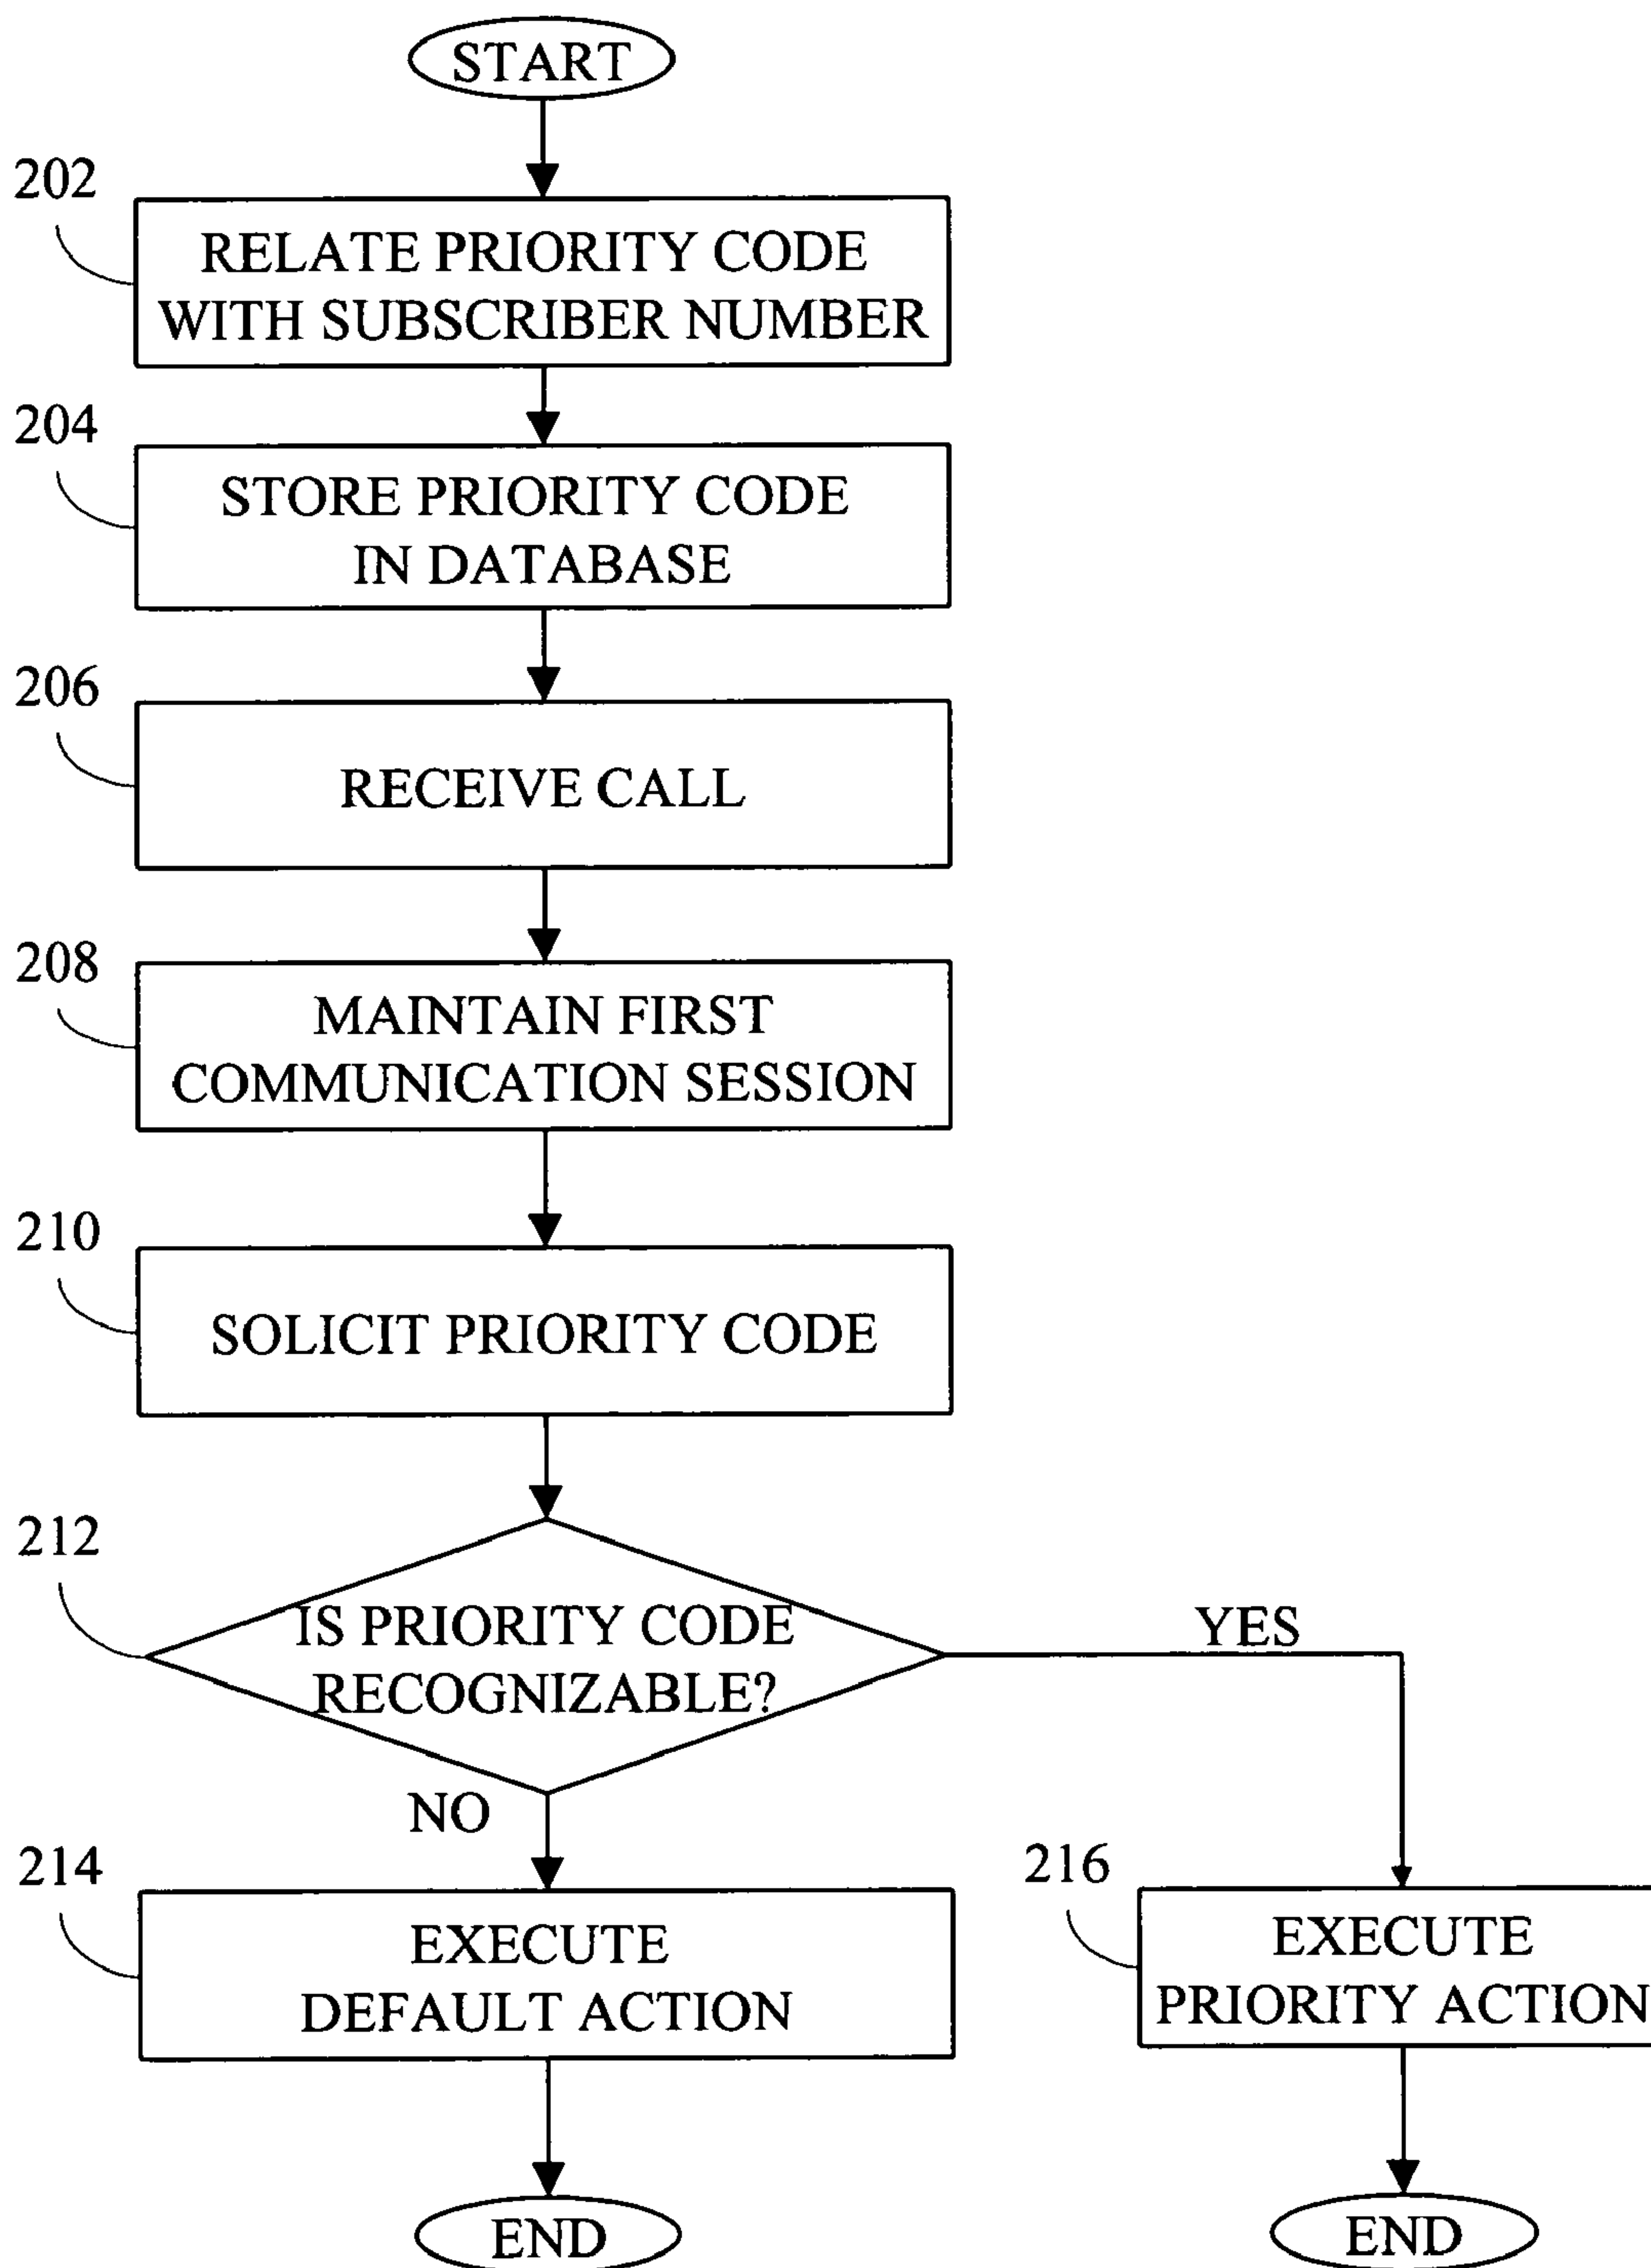 START
202
RELATE PRIORITY CODE
WITH SUBSCRIBER NUMBER
204
STORE PRIORITY CODE
IN DATABASE
206
RECEIVE CALL
208
MAINTAIN FIRST
COMMUNICATION SESSION
210
SOLICIT PRIORITY CODE
212
IS PRIORITY CODE
RECOGNIZABLE?
YES
NO
214
EXECUTE
DEFAULT ACTION
216
EXECUTE
PRIORITY ACTION
END
END